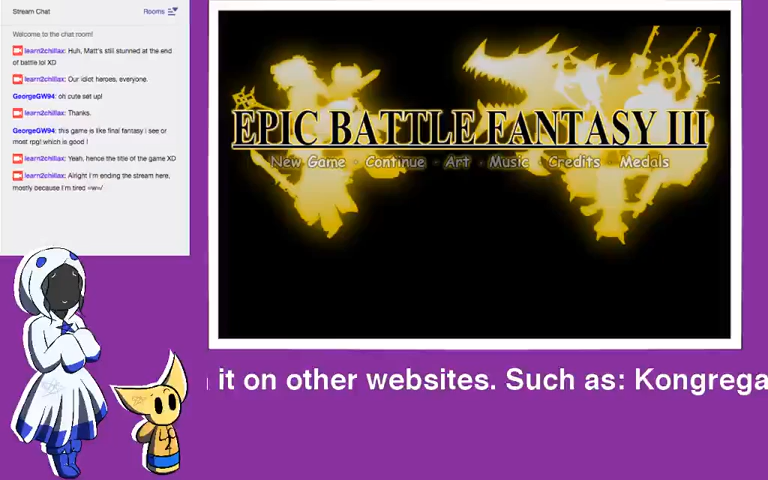 Stream Chat
Rooms
Welcome to the chat room!
learn2chillax: Huh, Matt's still stunned at the end
of battle lol XD
learn2chillax: Our idiot heroes, everyone.
GeorgeGW94: oh cute set up!
learn2chillax: Thanks.
GeorgeGW94: this game is like final fantasy i see or
most rpg! which is good !
learn2chillax: Yeah, hence the title of the game XD
learn2chillax: Alright I'm ending the stream here,
mostly because I'm tired =w=/
EPIC BATTLE FANTASY III
New Game · Continue · Art · Music · Credits · Medals
it on other websites. Such as: Kongrega